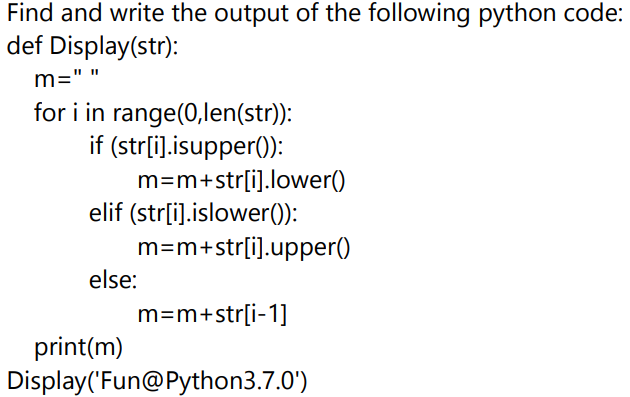 Find and write the output of the following python code:
def Display(str):
m=" "
for i in range(0,len(str)):
if (str[i].isupper()):
m=m+str[i].lower()
elif (str[i].islower()):
m=m+str[i].upper()
else:
m=m+str[i-1]
print(m)
Display('Fun@Python3.7.0')